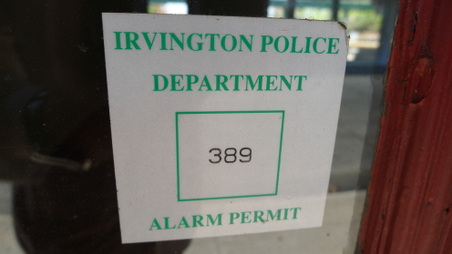 IRVINGTON POLICE
DEPARTMENT
389
ALARM PERMIT